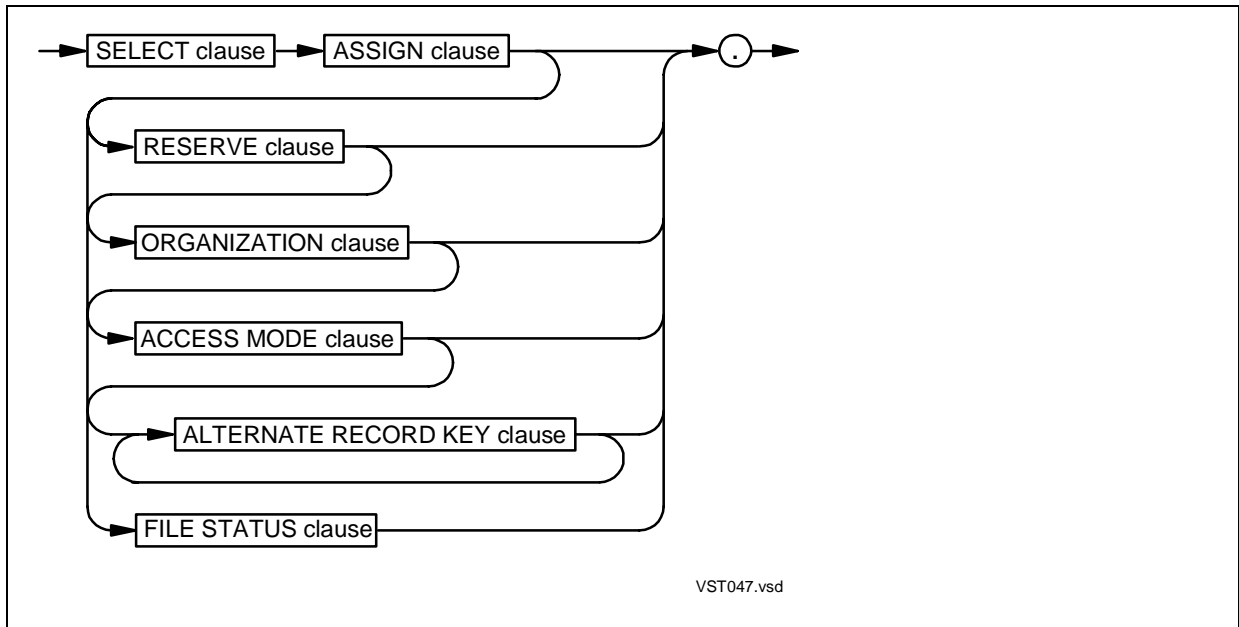 SELECT clause ASSIGN clause .
RESERVE clause
ORGANIZATION clause
ACCESS MODE clause
ALTERNATE RECORD KEY clause
FILE STATUS clause
VST047.vsd